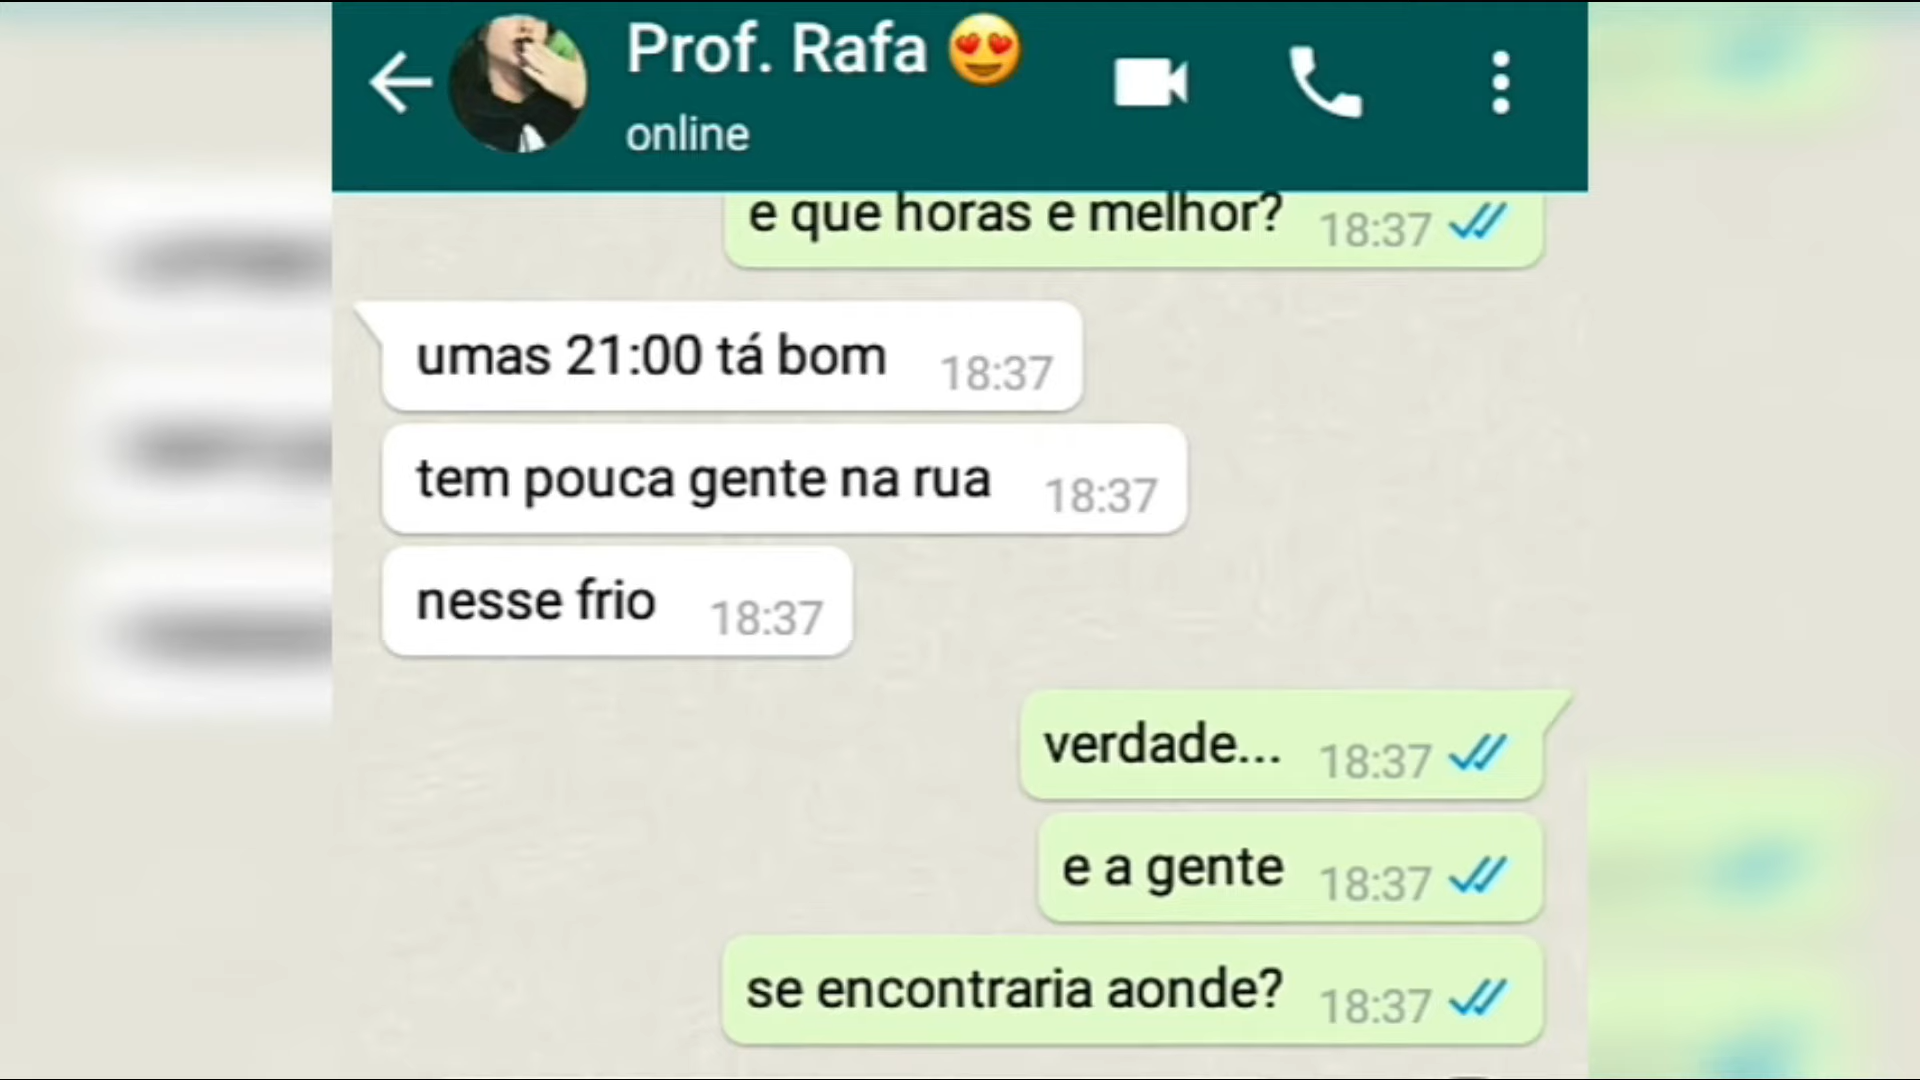 Prof. Rafa 😍
online
e que horas e melhor? 18:37
umas 21:00 tá bom 18:37
tem pouca gente na rua 18:37
nesse frio 18:37
verdade... 18:37
e a gente 18:37
se encontraria aonde? 18:37